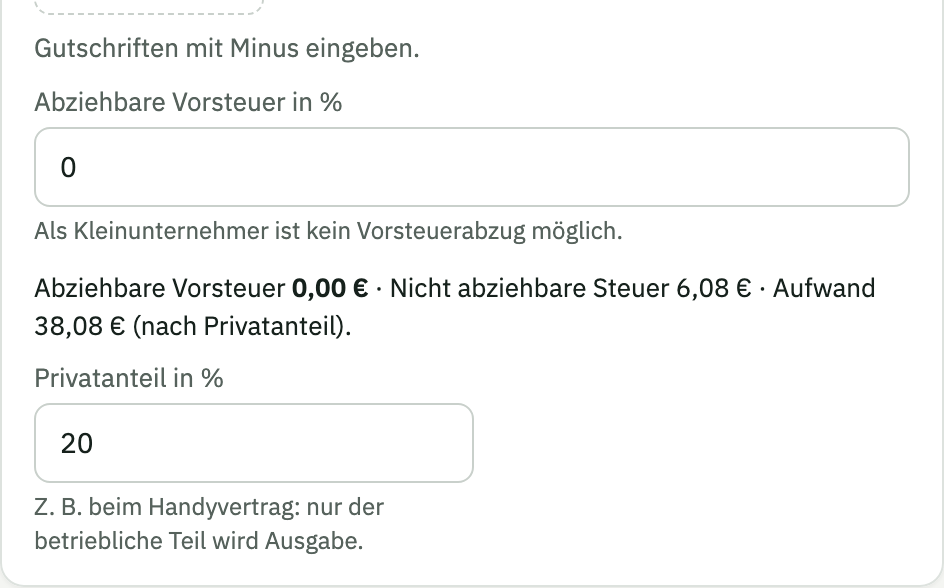 Gutschriften mit Minus eingeben.
Abziehbare Vorsteuer in %
0
Als Kleinunternehmer ist kein Vorsteuerabzug möglich.
Abziehbare Vorsteuer 0,00 € · Nicht abziehbare Steuer 6,08 € · Aufwand
38,08 € (nach Privatanteil).
Privatanteil in %
20
Z. B. beim Handyvertrag: nur der
betriebliche Teil wird Ausgabe.